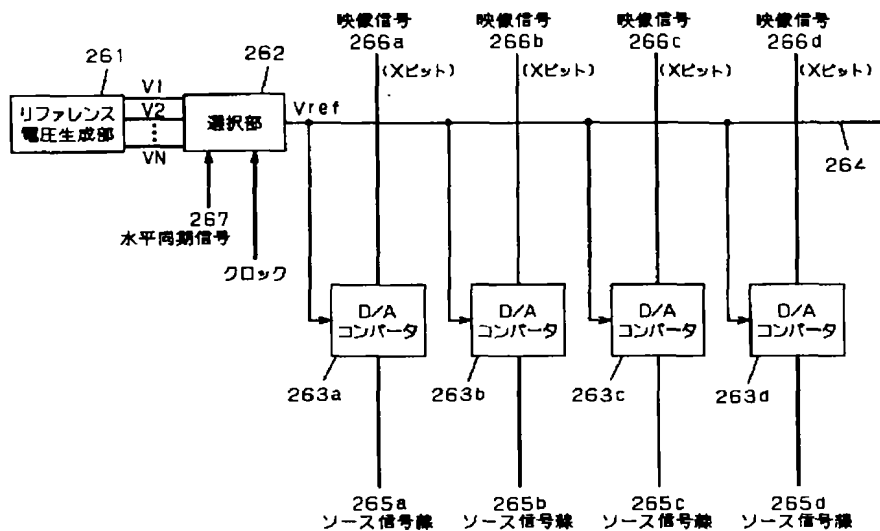 映像信号 映像信号 映像信号 映像信号
266a 266b 266c 266d
(Xビット) (Xビット) (Xビット) (Xビット)
261 262
V1
V2
⋮
VN
リファレンス
電圧生成部
選択部
Vref
264
267
水平同期信号
クロック
D/A
コンバータ
D/A
コンバータ
D/A
コンバータ
D/A
コンバータ
263a 263b 263c 263d
265a 265b 265c 265d
ソース信号線 ソース信号線 ソース信号線 ソース信号線